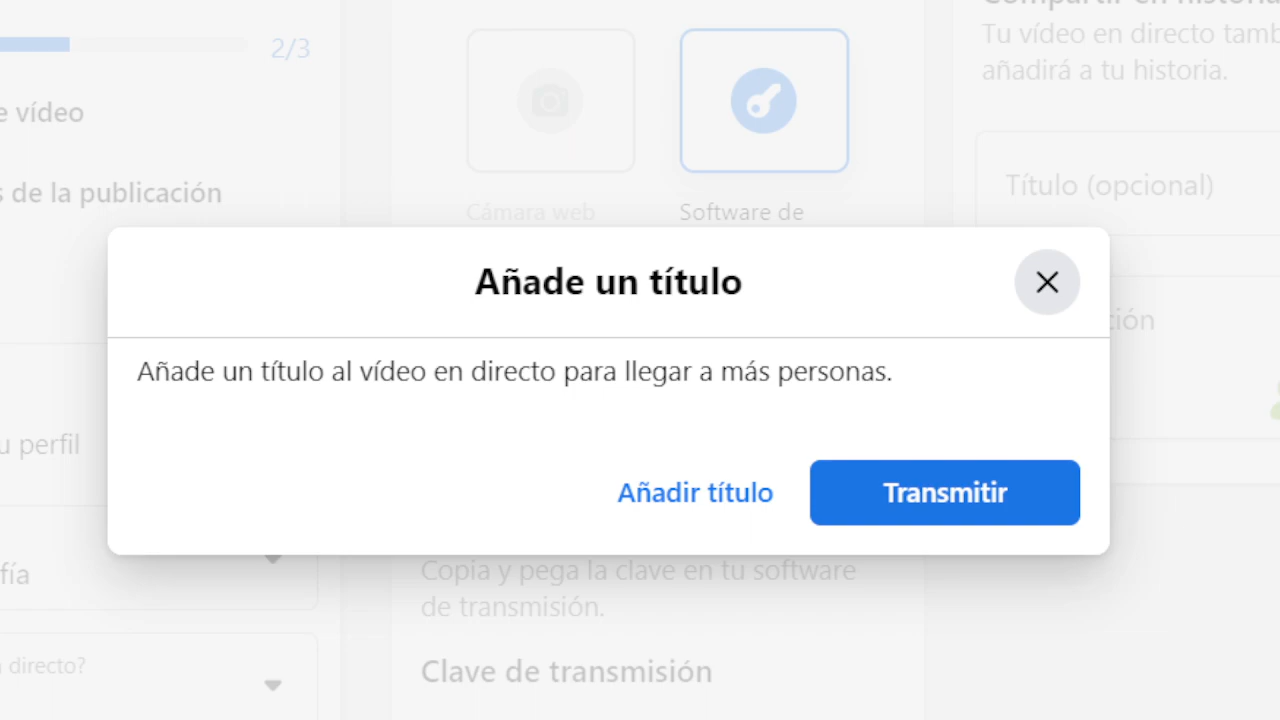 Compartir en historia
Tu vídeo en directo tamb
añadirá a tu historia.
2/3
e vídeo
s de la publicación
Cámara web
Software de
Título (opcional)
Añade un título
ción
Añade un título al vídeo en directo para llegar a más personas.
u perfil
Añadir título
Transmitir
fía
Copia y pega la clave en tu software
de transmisión.
directo?
Clave de transmisión